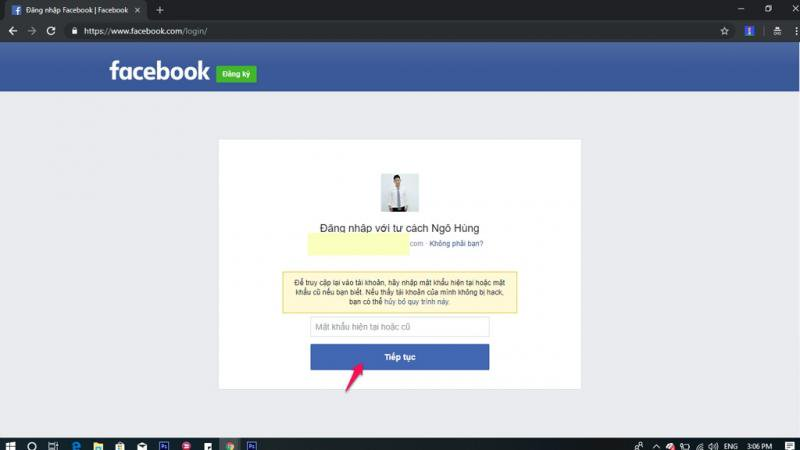 Đăng nhập Facebook | Facebook
https://www.facebook.com/login/
facebook
Đăng ký
Đăng nhập với tư cách Ngô Hùng
.com · Không phải bạn?
Để truy cập lại vào tài khoản, hãy nhập mật khẩu hiện tại hoặc mật
khẩu cũ nếu bạn biết. Nếu thấy tài khoản của mình không bị hack,
bạn có thể hủy bỏ quy trình này.
Mật khẩu hiện tại hoặc cũ
Tiếp tục
ENG
3:06 PM